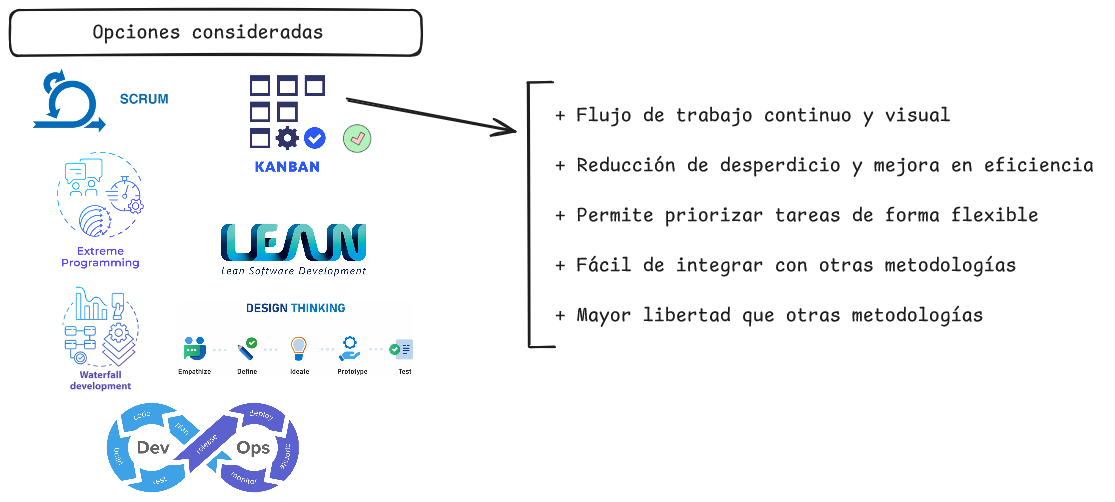 Opciones consideradas
SCRUM
KANBAN
+ Flujo de trabajo continuo y visual
+ Reducción de desperdicio y mejora en eficiencia
+ Permite priorizar tareas de forma flexible
+ Fácil de integrar con otras metodologías
+ Mayor libertad que otras metodologías
Extreme
Programming
LEAN
Lean Software Development
DESIGN THINKING
Empathize
Define
Ideate
Prototype
Test
Waterfall
development
Dev
Ops
code
plan
build
test
release
deploy
operate
monitor